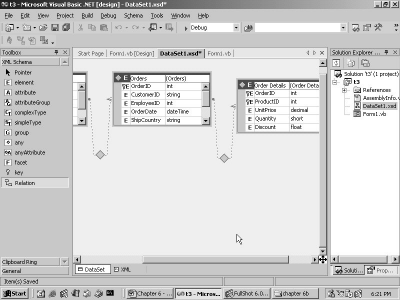 t3 - Microsoft Visual Basic .NET [design] - DataSet1.xsd*
File Edit View Project Build Debug Schema Tools Window Help
Debug
Toolbox
XML Schema
Pointer
element
attribute
attributeGroup
complexType
simpleType
group
any
anyAttribute
facet
key
Relation
Clipboard Ring
General
Start Page Form1.vb [Design] DataSet1.xsd* Form1.vb
E Orders (Orders)
E OrderID int
E CustomerID string
E EmployeeID int
E OrderDate dateTime
E ShipCountry string
E Order Details (Order Deta
E OrderID int
E ProductID int
E UnitPrice decimal
E Quantity short
E Discount float
DataSet XML
Solution Explorer ...
Solution 't3' (1 project)
t3
References
AssemblyInfo.v
DataSet1.xsd
Form1.vb
Soluti... Prop...
Item(s) Saved
Start
Chapter 6 - ...
t3 - Micros...
FullShot 6.0...
chapter 6b
6:21 PM